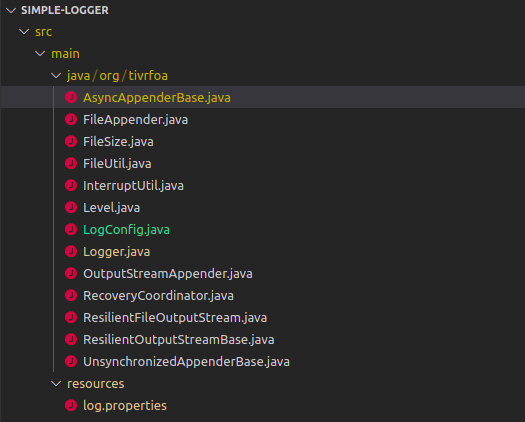 SIMPLE-LOGGER
src
main
java/org/tivrfoa
AsyncAppenderBase.java
FileAppender.java
FileSize.java
FileUtil.java
InterruptUtil.java
Level.java
LogConfig.java
Logger.java
OutputStreamAppender.java
RecoveryCoordinator.java
ResilientFileOutputStream.java
ResilientOutputStreamBase.java
UnsynchronizedAppenderBase.java
resources
log.properties